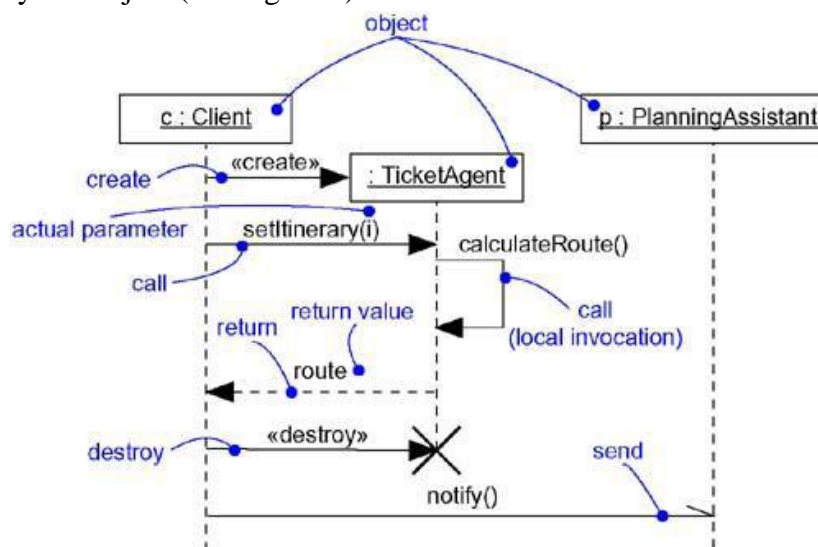 object
c : Client
p : PlanningAssistant
«create»
: TicketAgent
create
actual parameter
setItinerary(i)
calculateRoute()
call
call
(local invocation)
return value
return
route
«destroy»
destroy
send
notify()